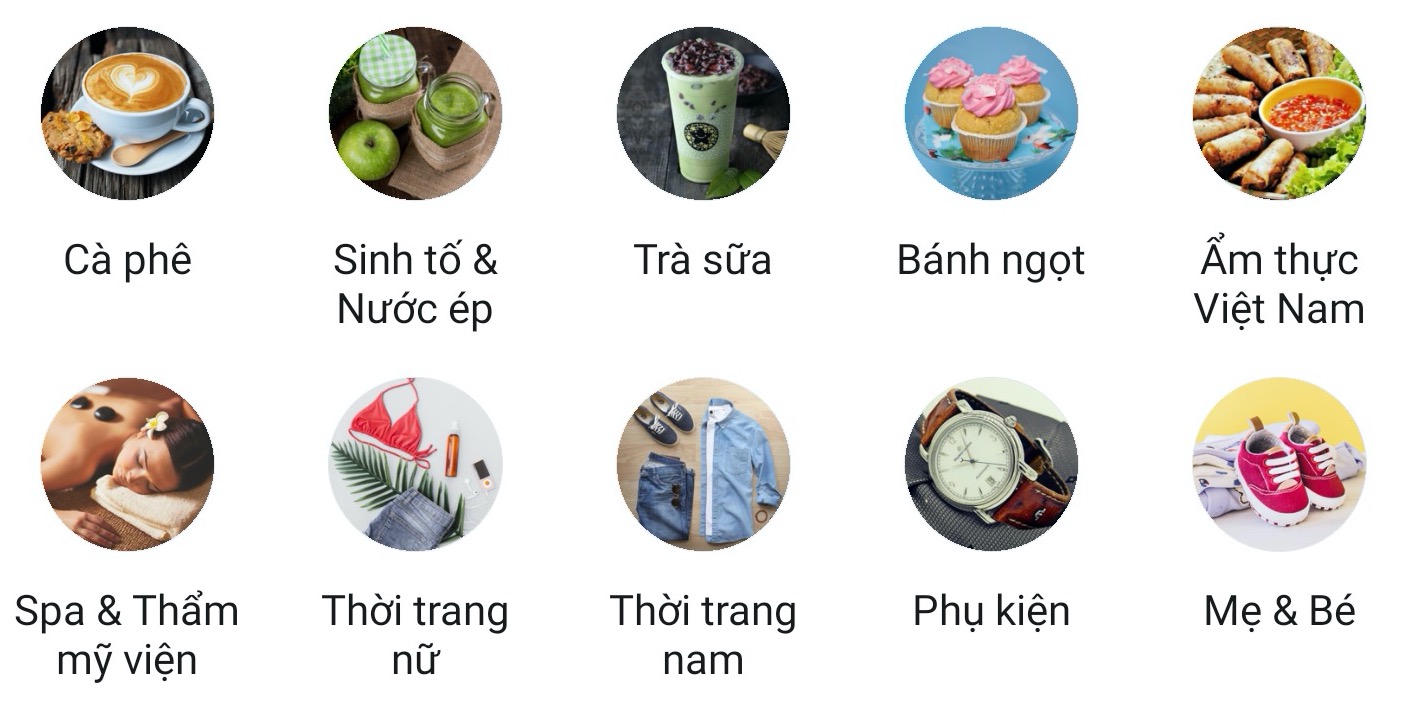 Cà phê
Sinh tố &
Nước ép
Trà sữa
Bánh ngọt
Ẩm thực
Việt Nam
Spa & Thẩm
mỹ viện
Thời trang
nữ
Thời trang
nam
Phụ kiện
Mẹ & Bé